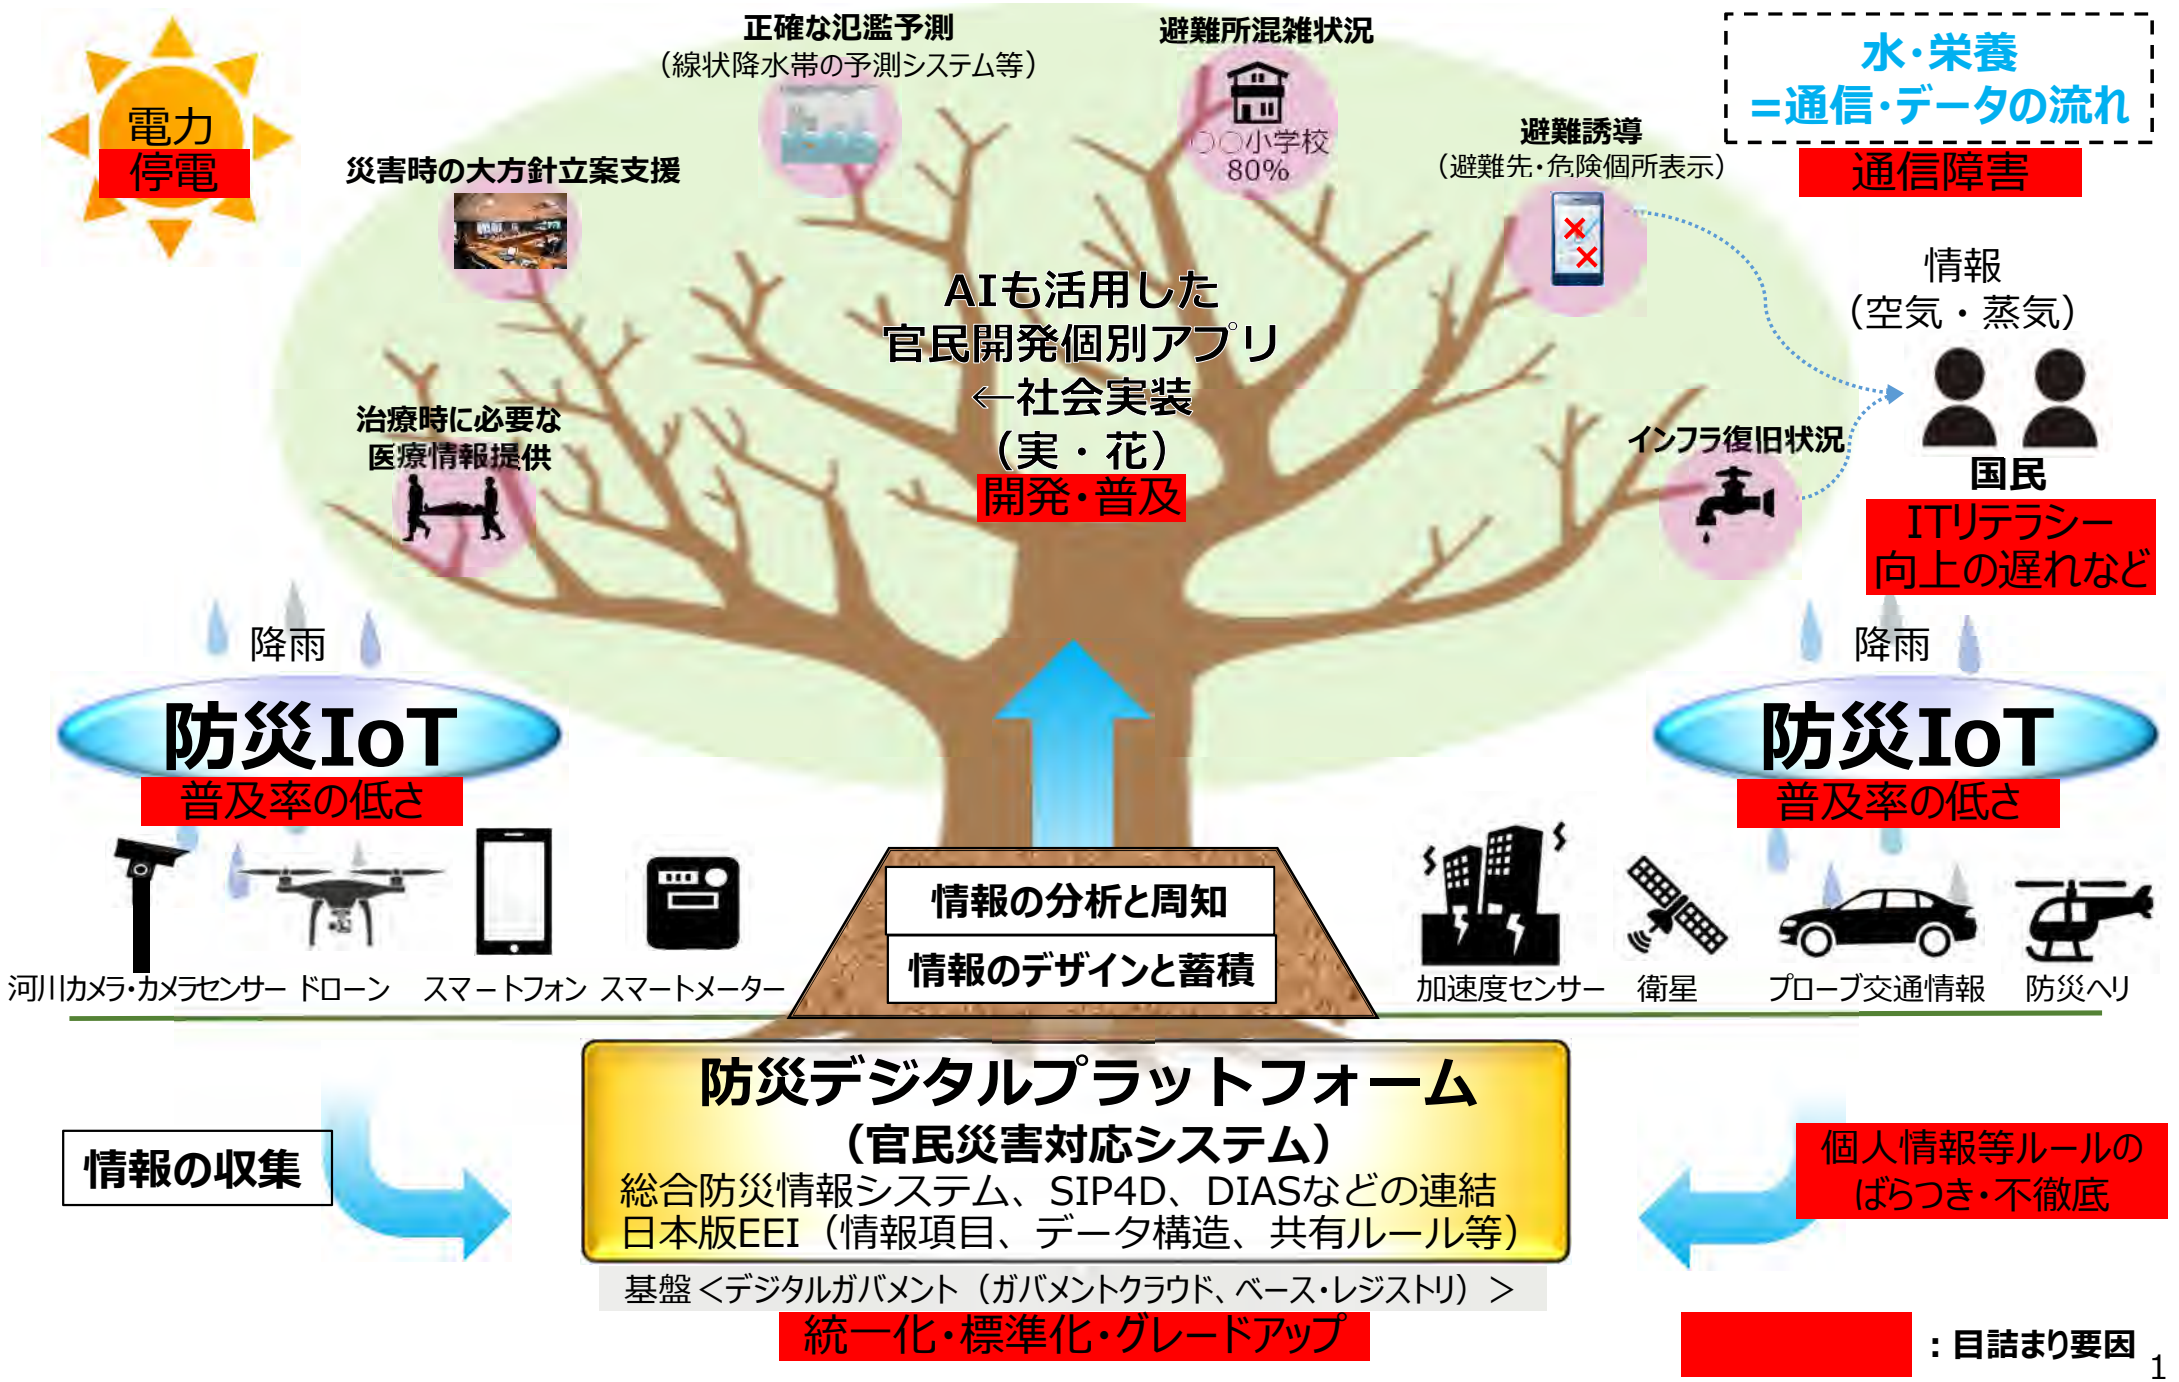 正確な氾濫予測
（線状降水帯の予測システム等）
避難所混雑状況
○○小学校
80%
水・栄養
＝通信・データの流れ
通信障害
電力
停電
災害時の大方針立案支援
避難誘導
（避難先・危険個所表示）
情報
（空気・蒸気）
AIも活用した
官民開発個別アプリ
←社会実装
（実・花）
開発・普及
治療時に必要な
医療情報提供
インフラ復旧状況
国民
ITリテラシー
向上の遅れなど
降雨
防災IoT
普及率の低さ
降雨
防災IoT
普及率の低さ
河川カメラ・カメラセンサー
ドローン
スマートフォン
スマートメーター
情報の分析と周知
情報のデザインと蓄積
加速度センサー
衛星
プローブ交通情報
防災ヘリ
防災デジタルプラットフォーム
（官民災害対応システム）
総合防災情報システム、SIP4D、DIASなどの連結
日本版EEI（情報項目、データ構造、共有ルール等）
情報の収集
個人情報等ルールの
ばらつき・不徹底
基盤＜デジタルガバメント（ガバメントクラウド、ベース・レジストリ）＞
統一化・標準化・グレードアップ
：目詰まり要因
1